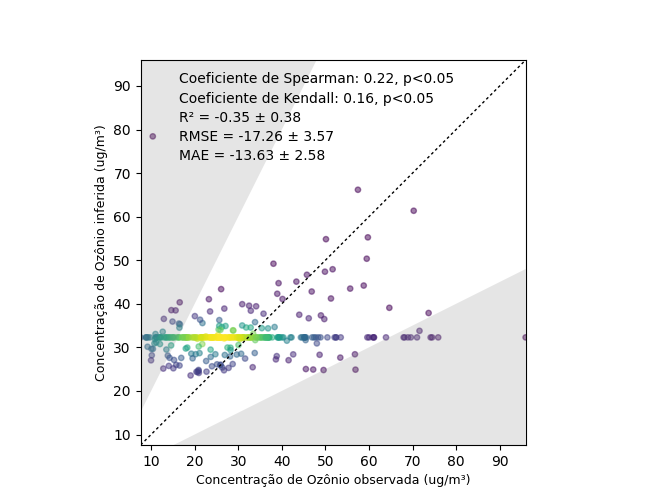 Coeficiente de Spearman: 0.22, p<0.05
Coeficiente de Kendall: 0.16, p<0.05
R² = -0.35 ± 0.38
RMSE = -17.26 ± 3.57
MAE = -13.63 ± 2.58
Concentração de Ozônio inferida (ug/m³)
90
80
70
60
50
40
30
20
10
10 20 30 40 50 60 70 80 90
Concentração de Ozônio observada (ug/m³)